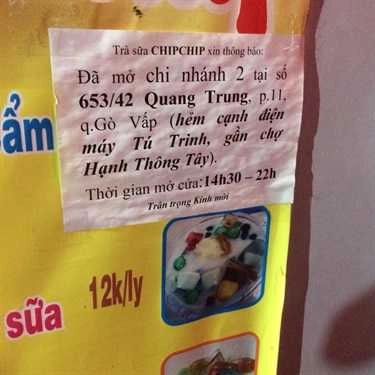 Trà sữa CHIPCHIP xin thông báo:
Đã mở chi nhánh 2 tại số
653/42 Quang Trung, p.11,
q.Gò Vấp (hẻm cạnh điện
máy Tú Trinh, gần chợ
Hạnh Thông Tây).
Thời gian mở cửa:14h30 – 22h
Trân trọng Kính mời
ẩm
12k/ly
sữa